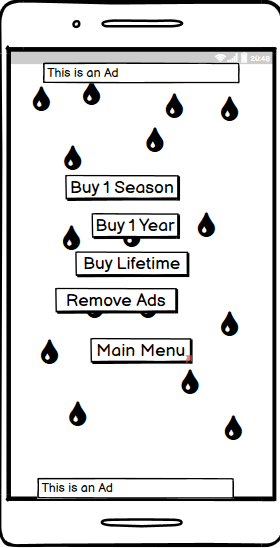 20:48
This is an Ad
Buy 1 Season
Buy 1 Year
Buy Lifetime
Remove Ads
Main Menu
This is an Ad